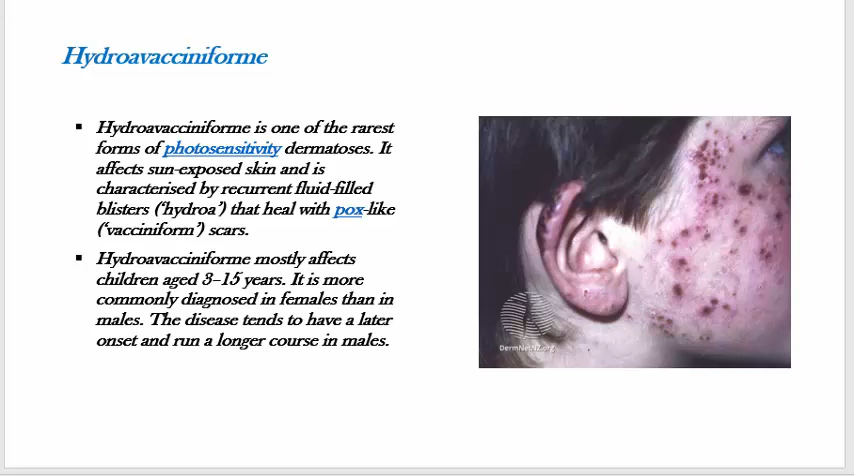 Hydroavacciniforme
▪ Hydroavacciniforme is one of the rarest
forms of photosensitivity dermatoses. It
affects sun-exposed skin and is
characterised by recurrent fluid-filled
blisters (‘hydroa’) that heal with pox-like
(‘vacciniform’) scars.
▪ Hydroavacciniforme mostly affects
children aged 3–15 years. It is more
commonly diagnosed in females than in
males. The disease tends to have a later
onset and run a longer course in males.
DermNetNZ.org